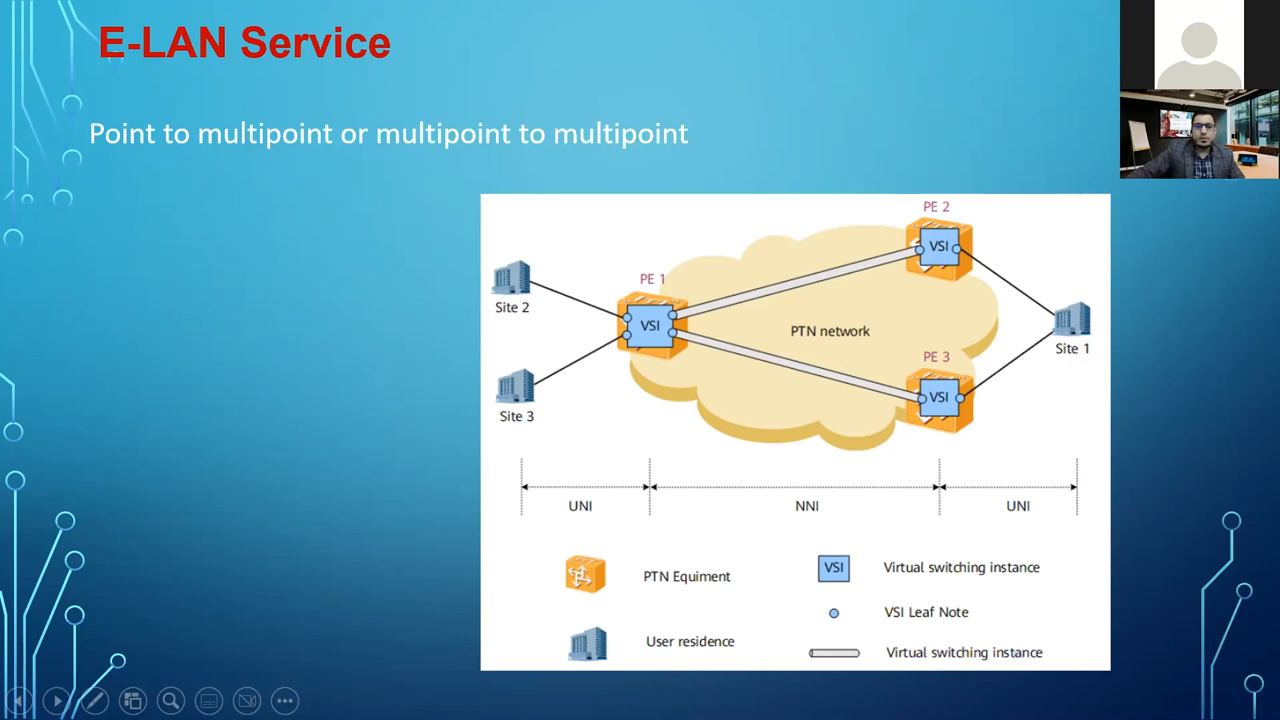 E-LAN Service
Point to multipoint or multipoint to multipoint
PE 2
VSI
PE 1
Site 2
VSI
PTN network
Site 1
PE 3
VSI
Site 3
UNI
NNI
UNI
PTN Equiment
VSI
Virtual switching instance
VSI Leaf Note
User residence
Virtual switching instance